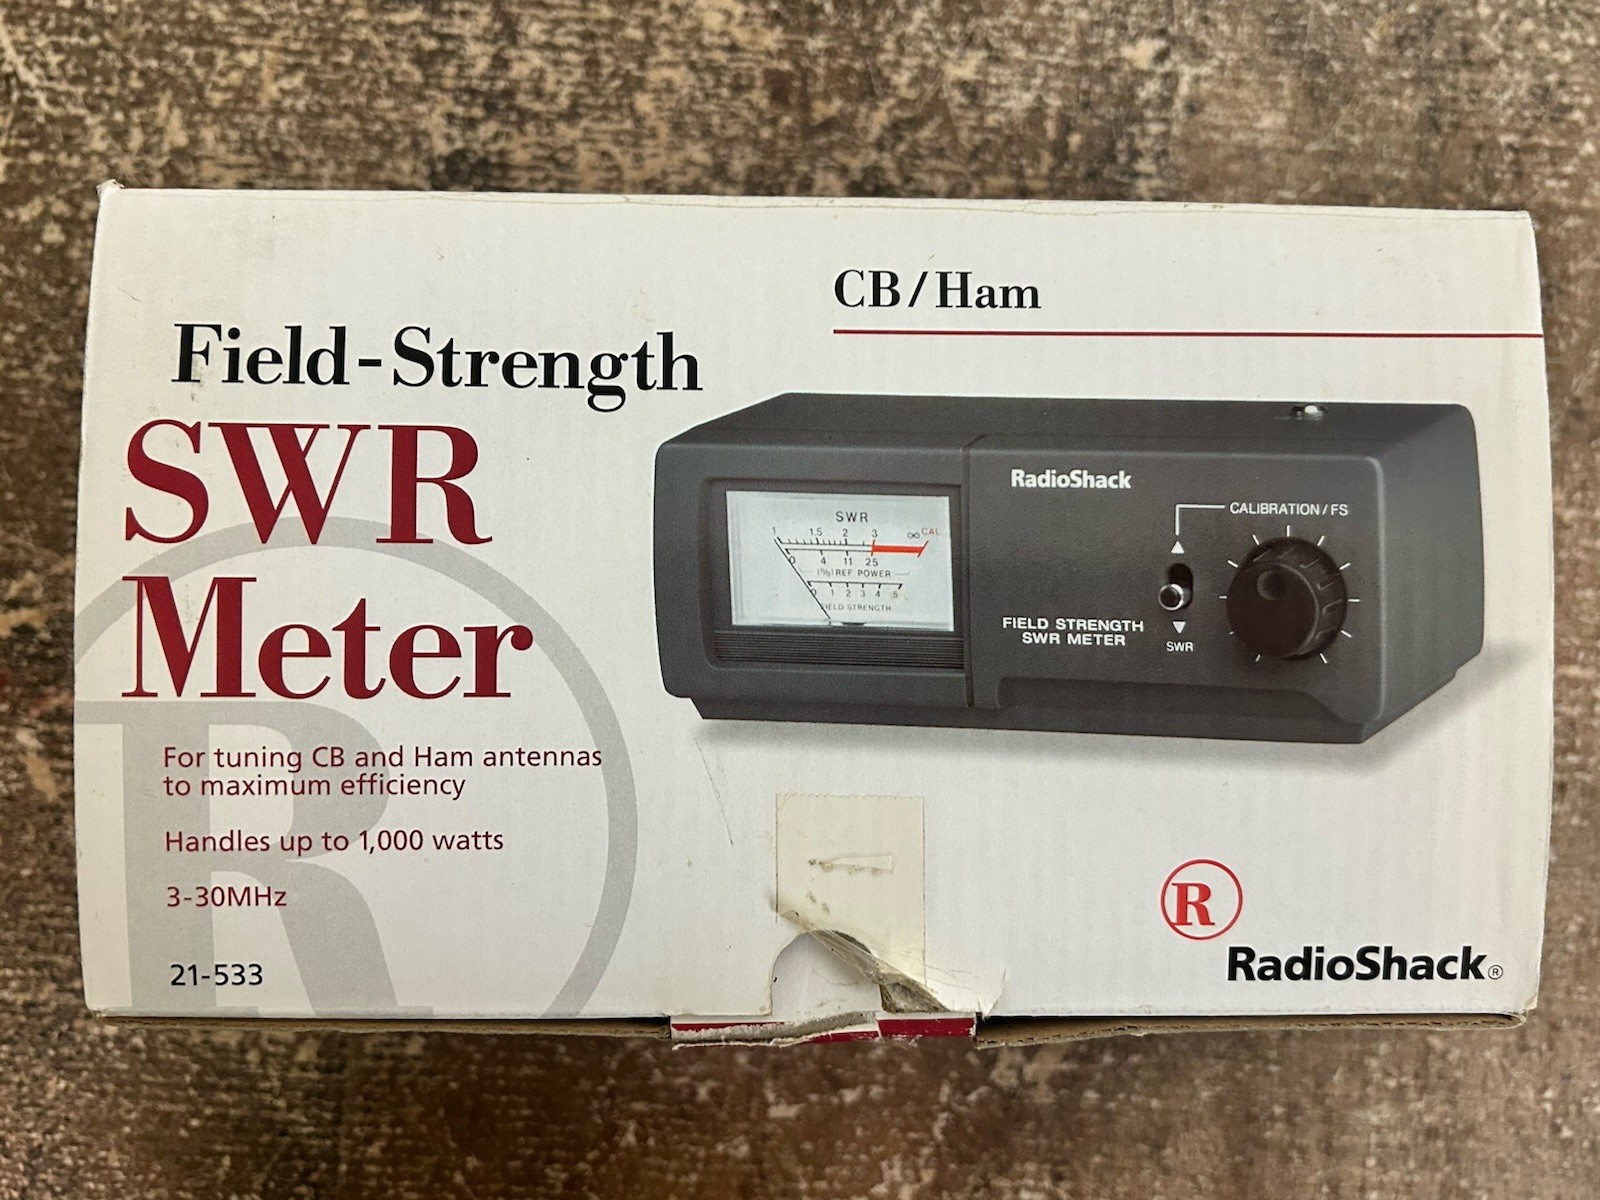 CB/Ham
Field-Strength
SWR
Meter
For tuning CB and Ham antennas
to maximum efficiency
Handles up to 1,000 watts
3-30MHz
21-533
RadioShack
CALIBRATION/FS
FIELD STRENGTH
SWR METER
SWR
SWR
1 1.5 2 3 ∞ CAL
0 4 11 25
(%) REF POWER
0 1 2 3 4 5
FIELD STRENGTH
R
RadioShack®
R